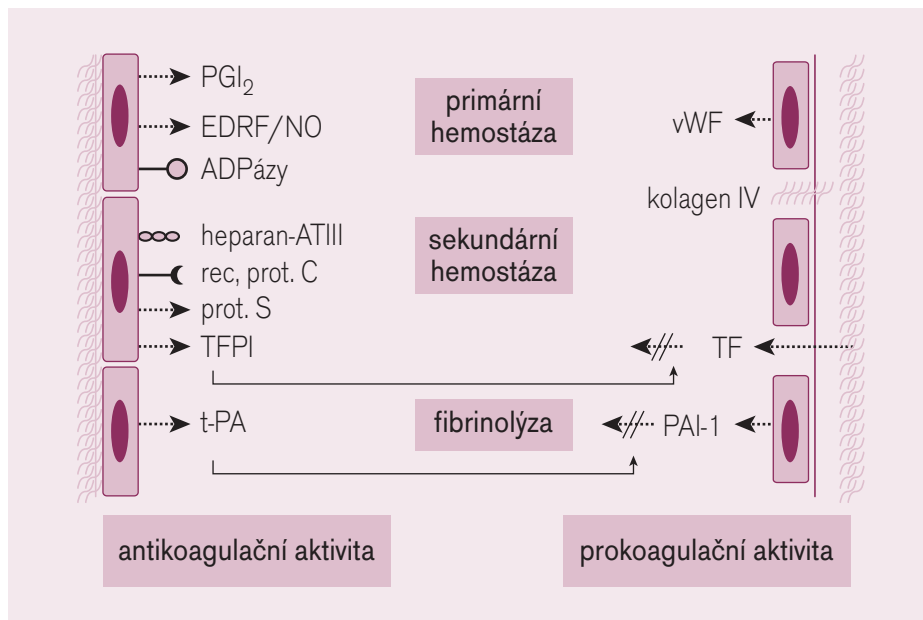 PGI2
EDRF/NO
ADPázy
primární
hemostáza
vWF
kolagen IV
heparan-ATIII
rec, prot. C
prot. S
TFPI
sekundární
hemostáza
TF
t-PA
fibrinolýza
PAI-1
antikoagulační aktivita
prokoagulační aktivita